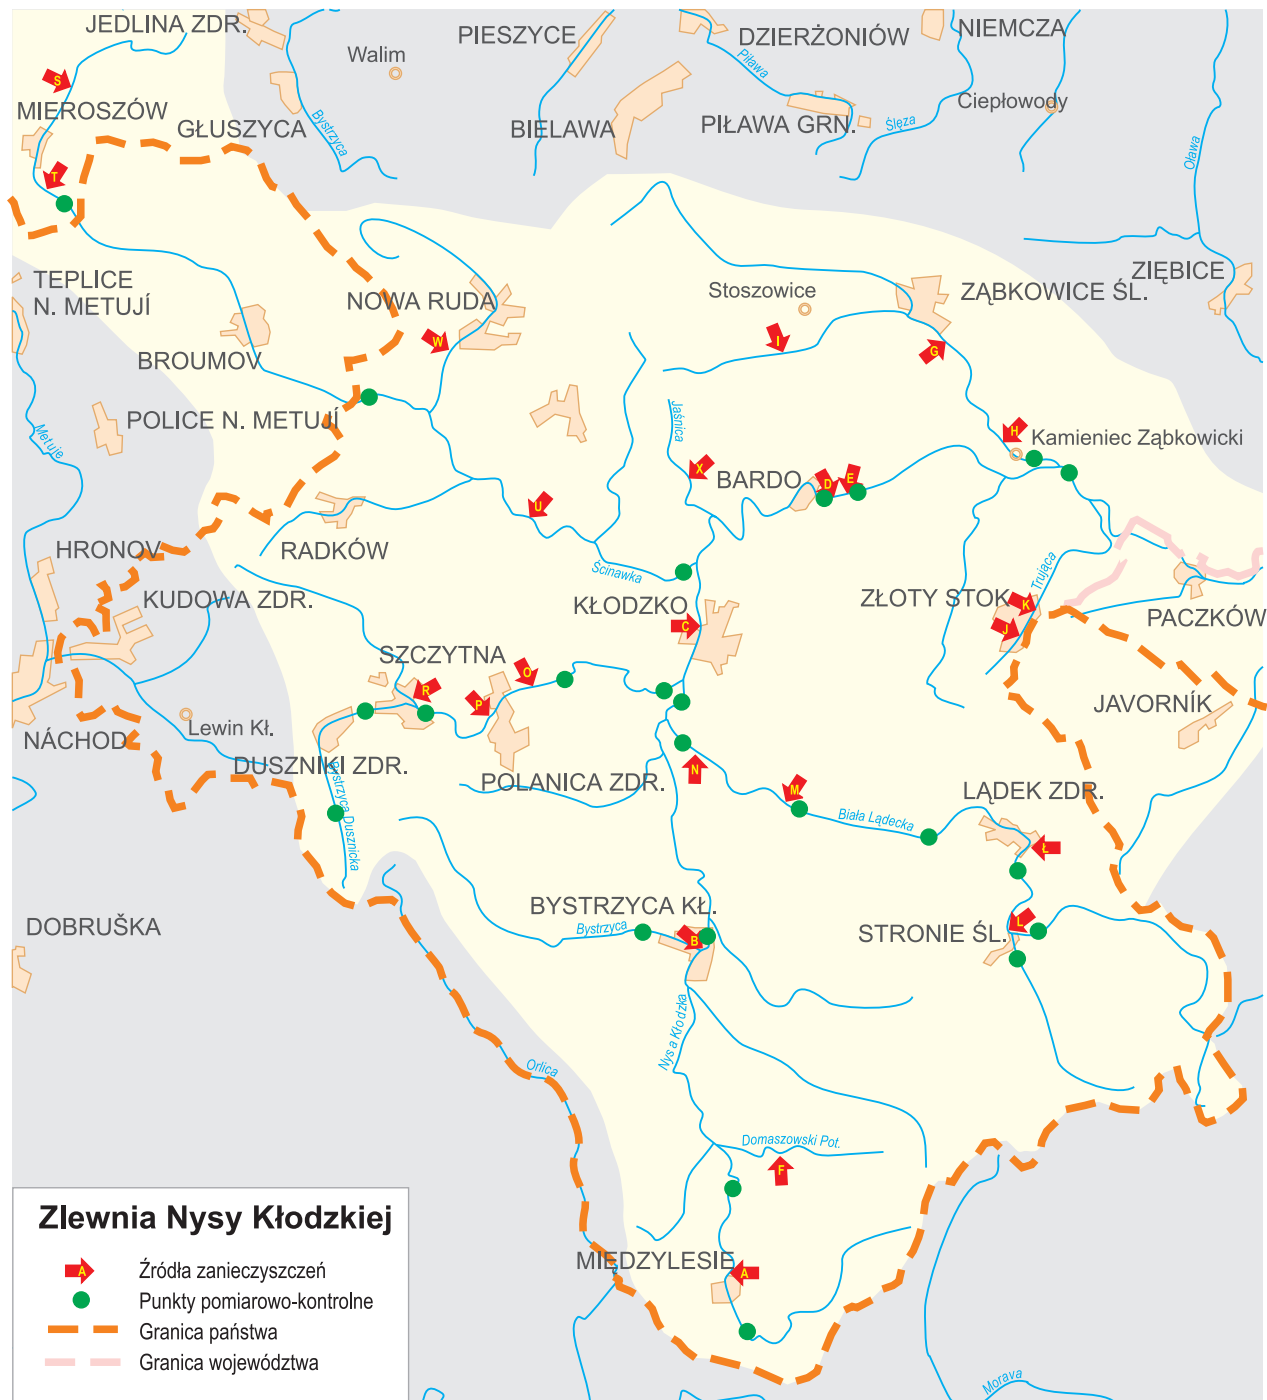 JEDLINA ZDR.
PIESZYCE
DZIERŻONIÓW
NIEMCZA
Walim
Piława
S
MIEROSZÓW
GŁUSZYCA
Bystrzyca
BIELAWA
PIŁAWA GRN.
Ślęza
Ciepłowody
Oława
T
TEPLICE
N. METUJÍ
NOWA RUDA
Stoszowice
ZĄBKOWICE ŚL.
ZIĘBICE
W
I
G
BROUMOV
POLICE N. METUJÍ
Metuje
Jaśnica
H
Kamieniec Ząbkowicki
X
BARDO
D
E
U
HRONOV
RADKÓW
Ścinawka
KUDOWA ZDR.
KŁODZKO
C
ZŁOTY STOK
K
J
Trująca
PACZKÓW
SZCZYTNA
O
R
P
JAVORNÍK
NÁCHOD
Lewin Kł.
DUSZNIKI ZDR.
POLANICA ZDR.
N
M
LĄDEK ZDR.
Bystrzyca Dusznicka
Biała Lądecka
Ł
DOBRUŠKA
BYSTRZYCA KŁ.
Bystrzyca
B
STRONIE ŚL.
L
Nysa Kłodzka
Orlica
Domaszowski Pot.
F
MIĘDZYLESIE
A
Morava
Zlewnia Nysy Kłodzkiej
A Źródła zanieczyszczeń
Punkty pomiarowo-kontrolne
Granica państwa
Granica województwa